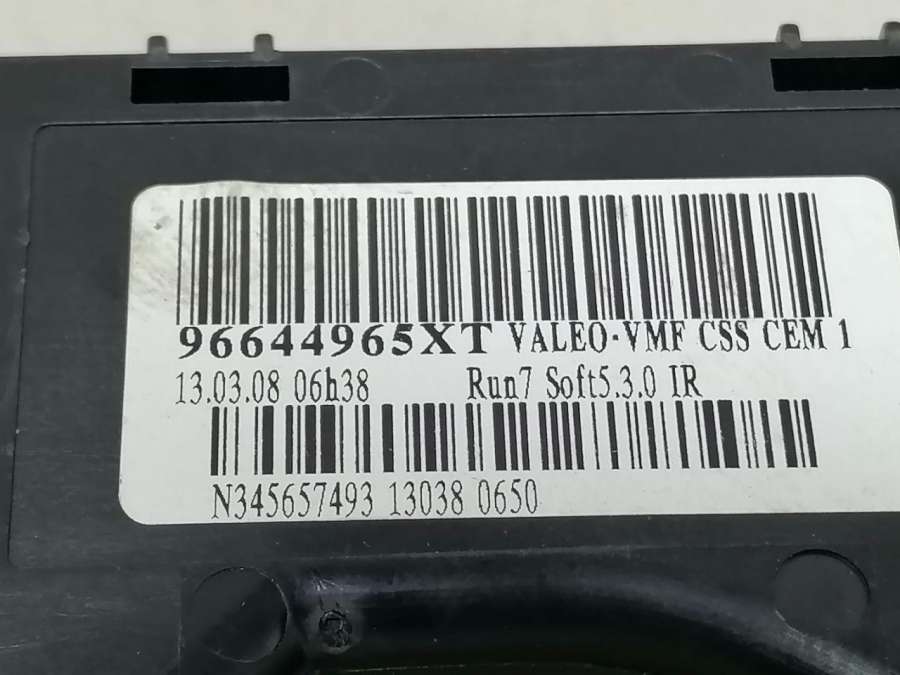 96644965XT VALEO-VMF CSS CEM 1
13.03.08 06h38 Run7 Soft5.3.0 IR
N345657493 13038 0650